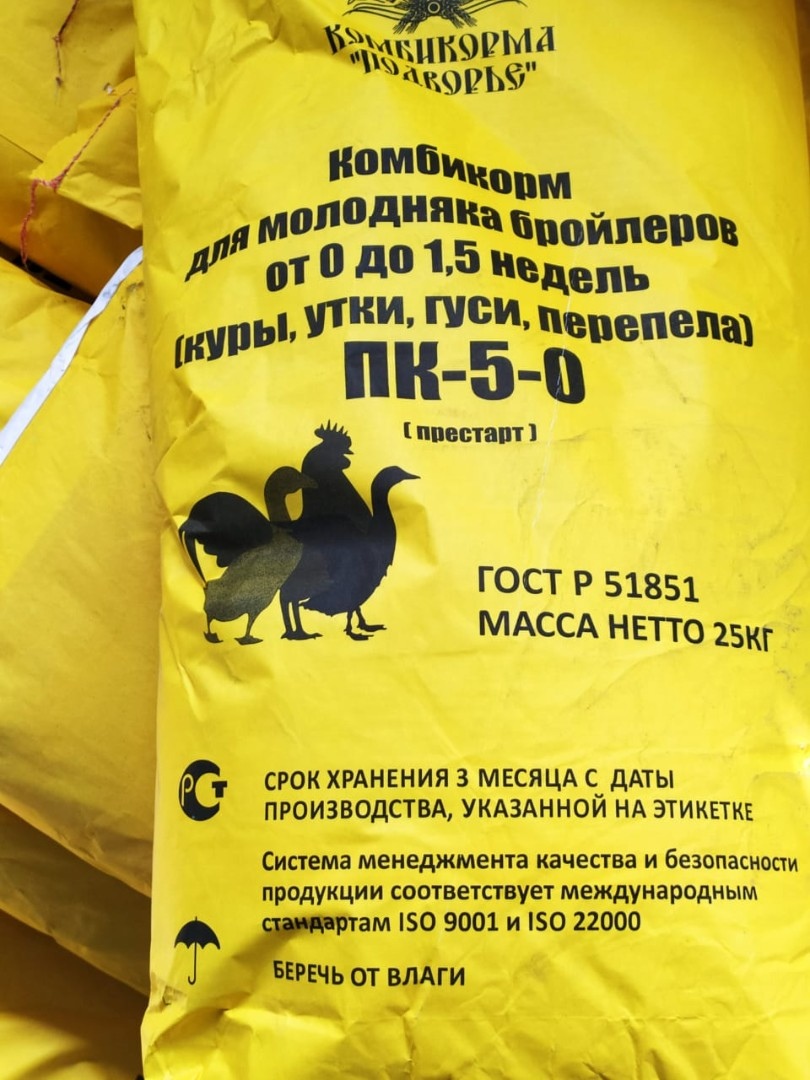 КОМБИКОРМА
"ПОДВОРЬЕ"
Комбикорм
для молодняка бройлеров
от 0 до 1,5 недель
(куры, утки, гуси, перепела)
ПК-5-0
( престарт )
ГОСТ Р 51851
МАССА НЕТТО 25КГ
РСТ
СРОК ХРАНЕНИЯ 3 МЕСЯЦА С ДАТЫ
ПРОИЗВОДСТВА, УКАЗАННОЙ НА ЭТИКЕТКЕ
Система менеджмента качества и безопасности
продукции соответствует международным
стандартам ISO 9001 и ISO 22000
БЕРЕЧЬ ОТ ВЛАГИ